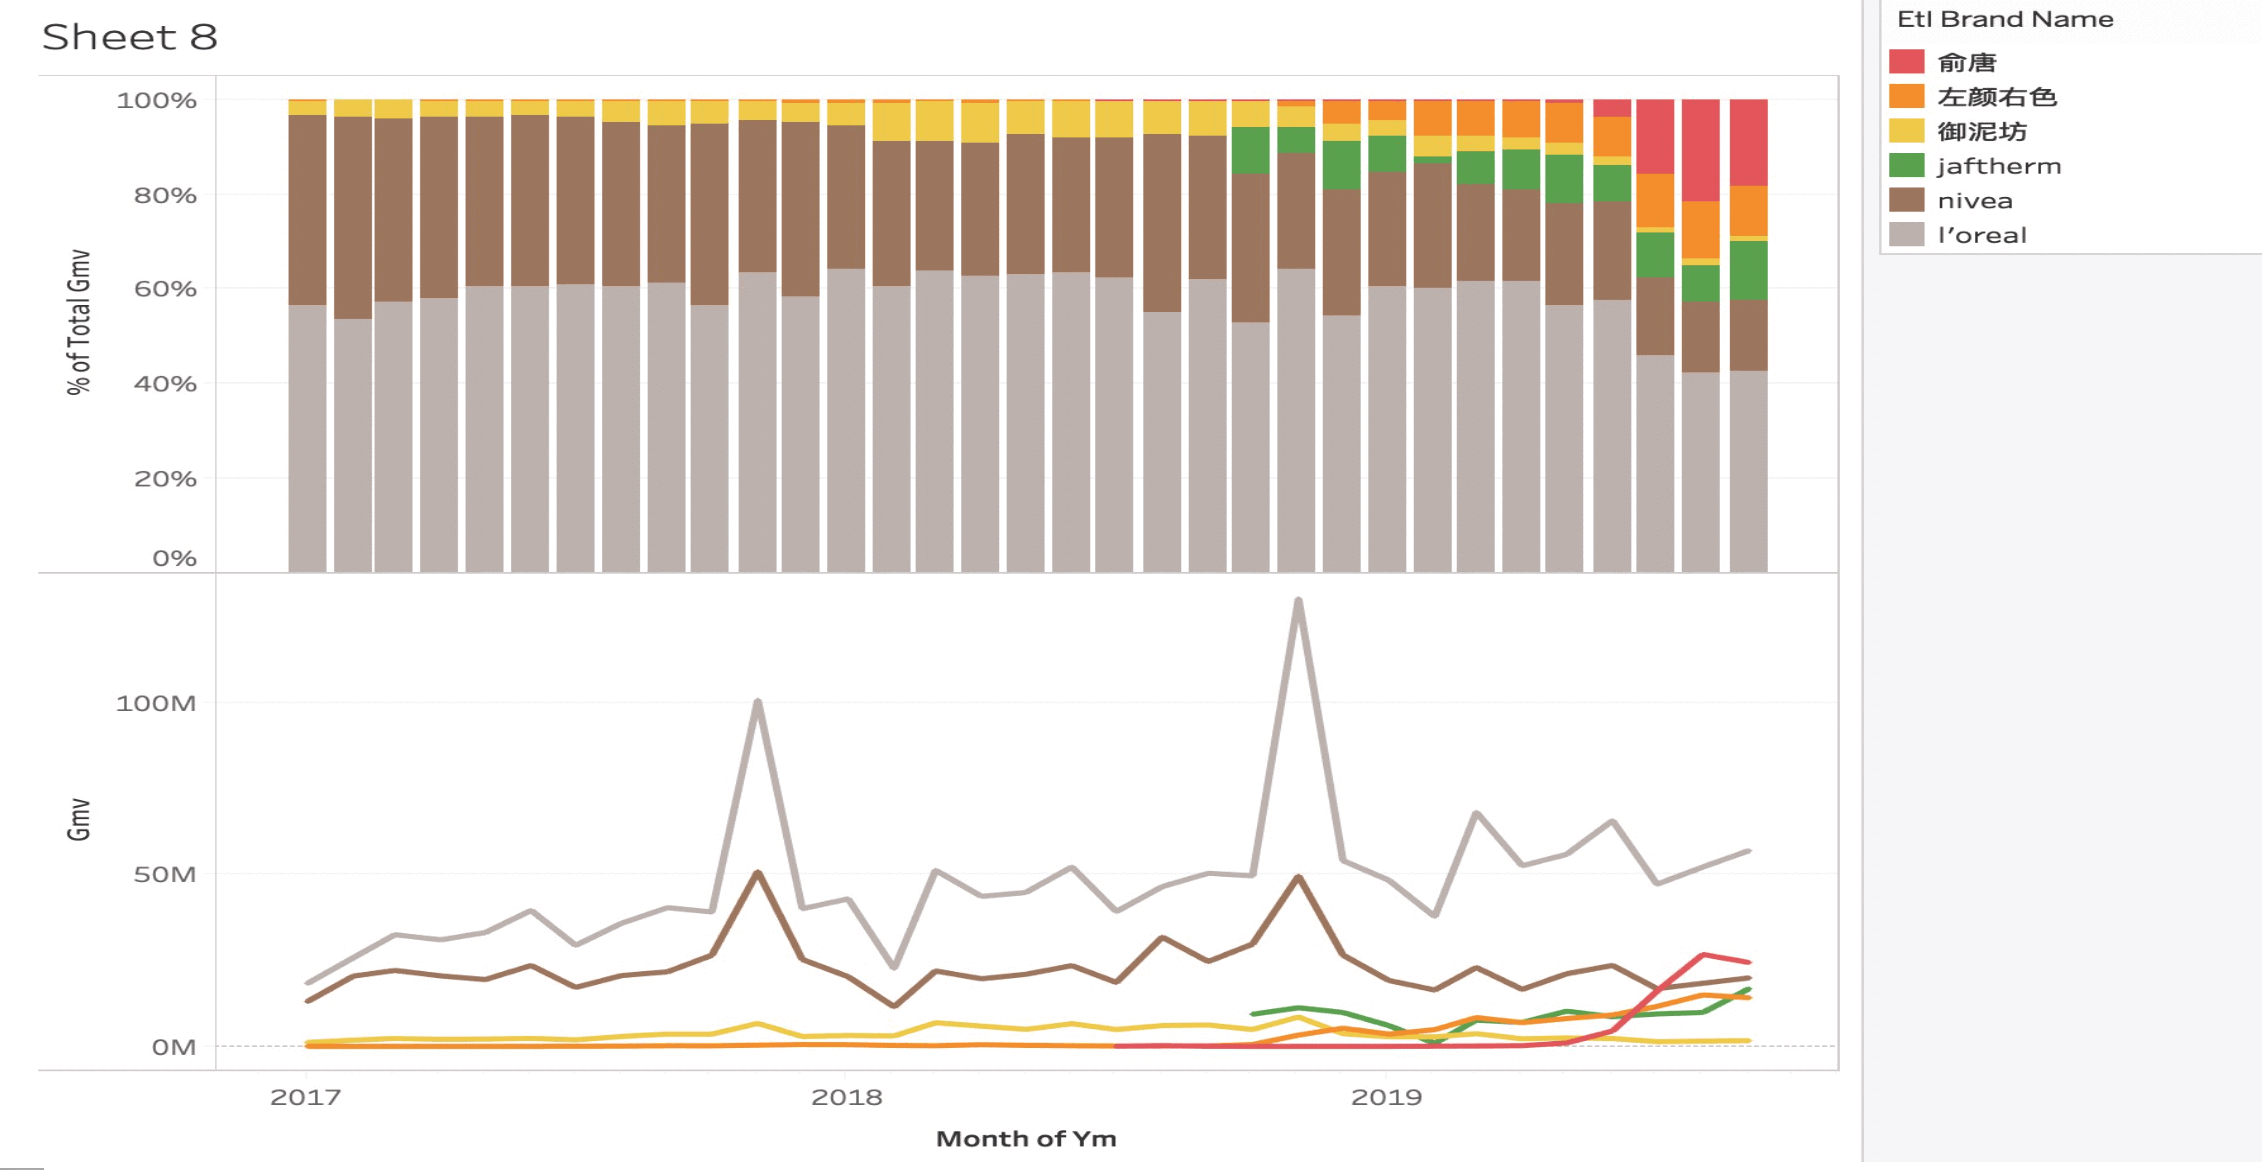 Sheet 8
Etl Brand Name
俞唐
左颜右色
御泥坊
jaftherm
nivea
l'oreal
100%
80%
60%
40%
20%
0%
% of Total Gmv
100M
50M
0M
Gmv
2017
2018
2019
Month of Ym